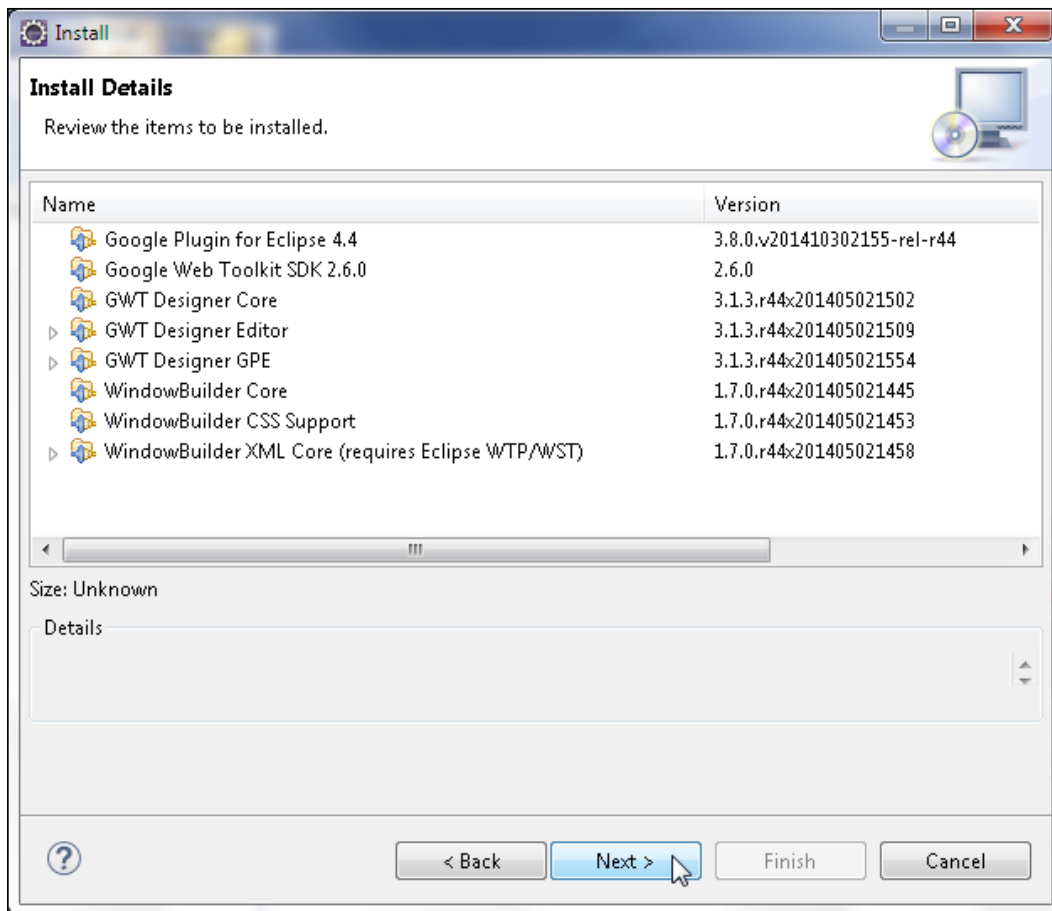 Install
Install Details
Review the items to be installed.
Name Version
Google Plugin for Eclipse 4.4 3.8.0.v201410302155-rel-r44
Google Web Toolkit SDK 2.6.0 2.6.0
GWT Designer Core 3.1.3.r44x201405021502
GWT Designer Editor 3.1.3.r44x201405021509
GWT Designer GPE 3.1.3.r44x201405021554
WindowBuilder Core 1.7.0.r44x201405021445
WindowBuilder CSS Support 1.7.0.r44x201405021453
WindowBuilder XML Core (requires Eclipse WTP/WST) 1.7.0.r44x201405021458
Size: Unknown
Details
< Back Next > Finish Cancel